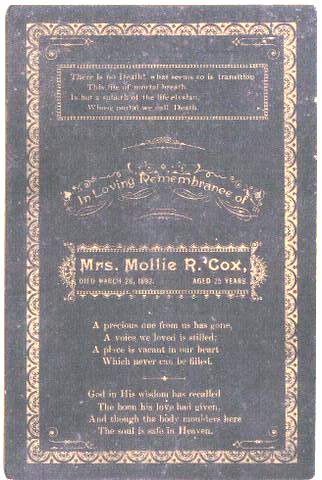 There is no Death! what seems so is transition
This life of mortal breath
Is but a suburb of the life elysian,
Whose portal we call Death.
In Loving Remembrance of
Mrs. Mollie R. Cox,
DIED MARCH 28, 1893. AGED 25 YEARS.
A precious one from us has gone,
A voice we loved is stilled;
A place is vacant in our heart
Which never can be filled.
God in His wisdom has recalled
The boon his love had given,
And though the body moulders here
The soul is safe in Heaven.